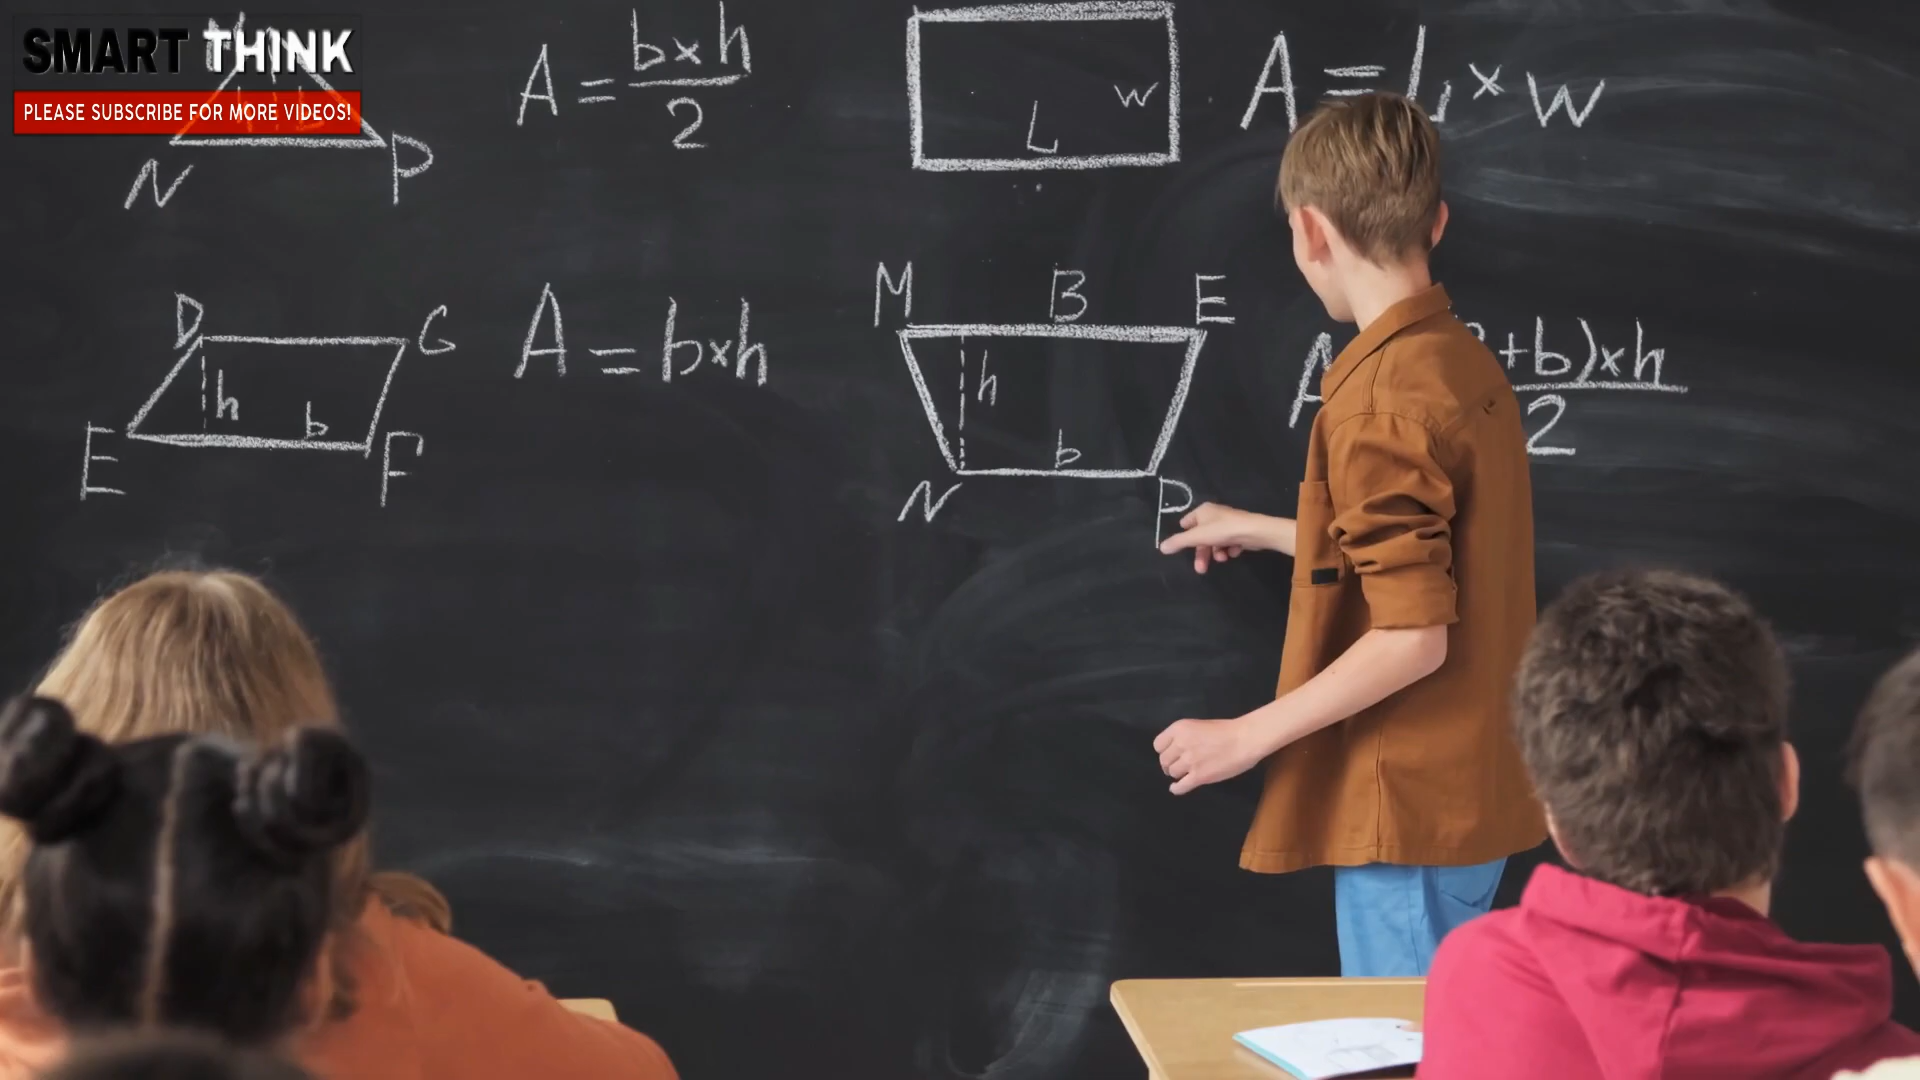 SMART THINK
PLEASE SUBSCRIBE FOR MORE VIDEOS!
N P
A = b×h
2
L w
A = L × w
D G
h b
E F
A = b×h
M B E
h
b
N P
+b)×h
2